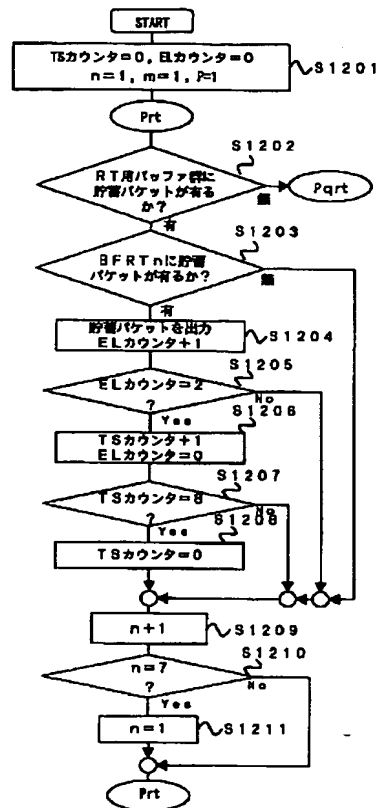 START
TSカウンタ=0, ELカウンタ=0
n=1, m=1, P=1
S1201
Prt
S1202
RT用バッファ群に
貯蓄パケットが有る
か?
無
Pqrt
有
S1203
BFRTnに貯蓄
パケットが有るか?
無
有
貯蓄パケットを出力
ELカウンタ+1
S1204
S1205
ELカウンタ=2
?
No
Yes
S1206
TSカウンタ+1
ELカウンタ=0
S1207
TSカウンタ=8
?
No
Yes
S1208
TSカウンタ=0
n+1
S1209
S1210
n=7
?
No
Yes
n=1
S1211
Prt